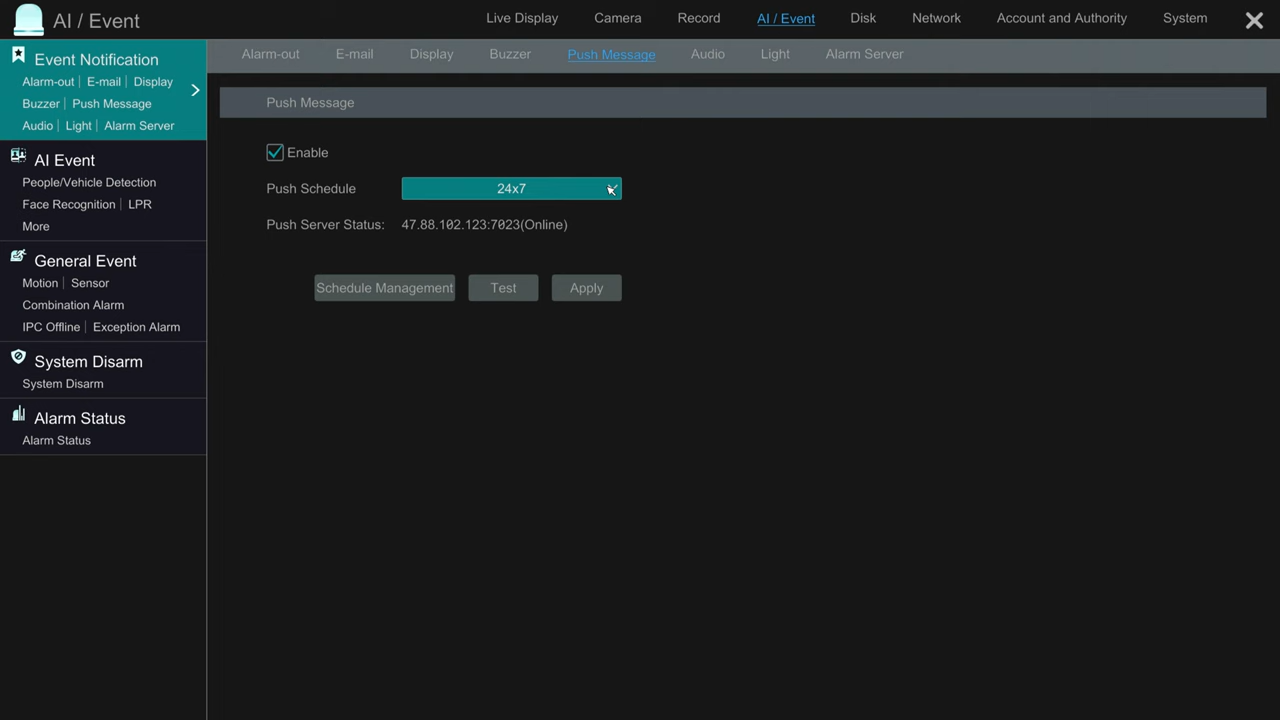 AI / Event
Live Display Camera Record AI / Event Disk Network Account and Authority System
Alarm-out E-mail Display Buzzer Push Message Audio Light Alarm Server
Event Notification
Alarm-out E-mail Display
Buzzer Push Message
Audio Light Alarm Server
AI Event
People/Vehicle Detection
Face Recognition LPR
More
General Event
Motion Sensor
Combination Alarm
IPC Offline Exception Alarm
System Disarm
System Disarm
Alarm Status
Alarm Status
Push Message
Enable
Push Schedule 24x7
Push Server Status: 47.88.102.123:7023(Online)
Schedule Management Test Apply